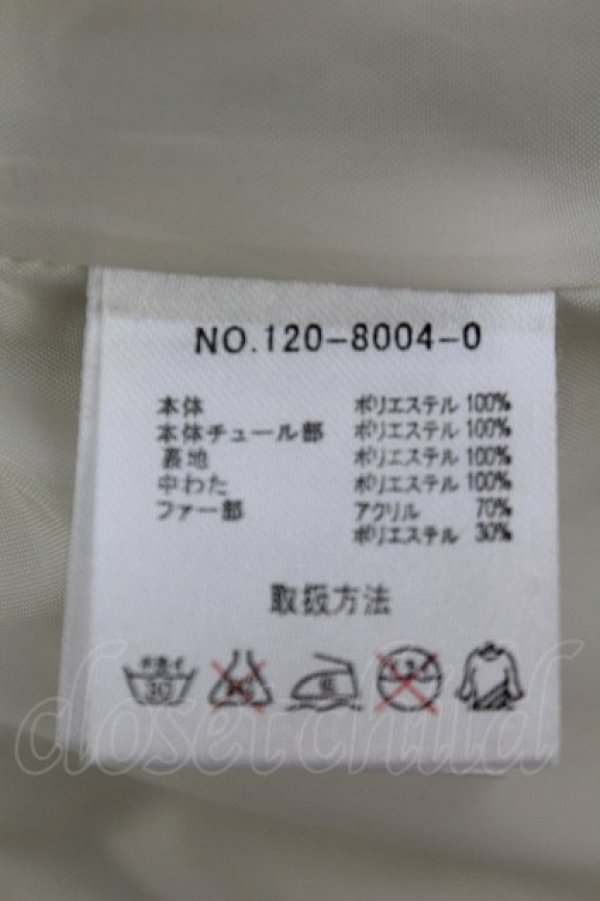 NO.120-8004-0
本体 ポリエステル 100%
本体チュール部 ポリエステル 100%
裏地 ポリエステル 100%
中わた ポリエステル 100%
ファー部 アクリル 70%
ポリエステル 30%
取扱方法
手洗イ
30
closetchild